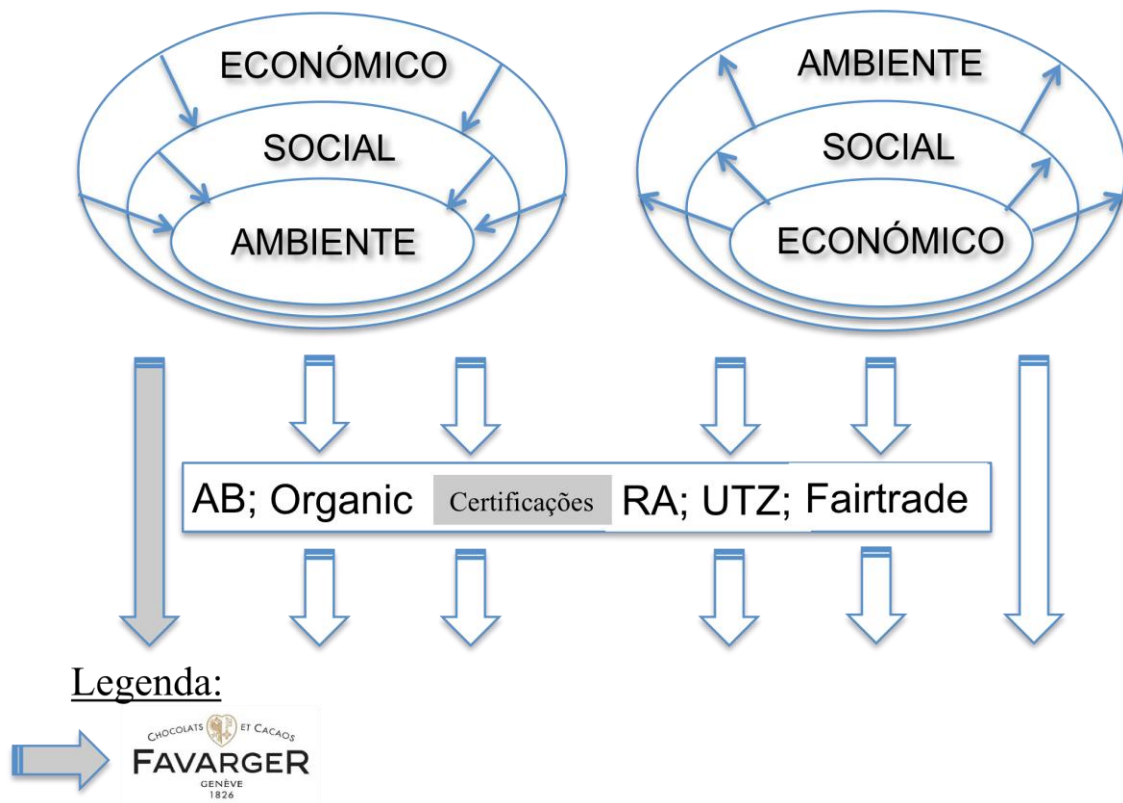 ECONÓMICO
SOCIAL
AMBIENTE
AMBIENTE
SOCIAL
ECONÓMICO
AB; Organic Certificações RA; UTZ; Fairtrade
Legenda:
CHOCOLATS ET CACAOS
FAVARGER
GENÈVE
1826